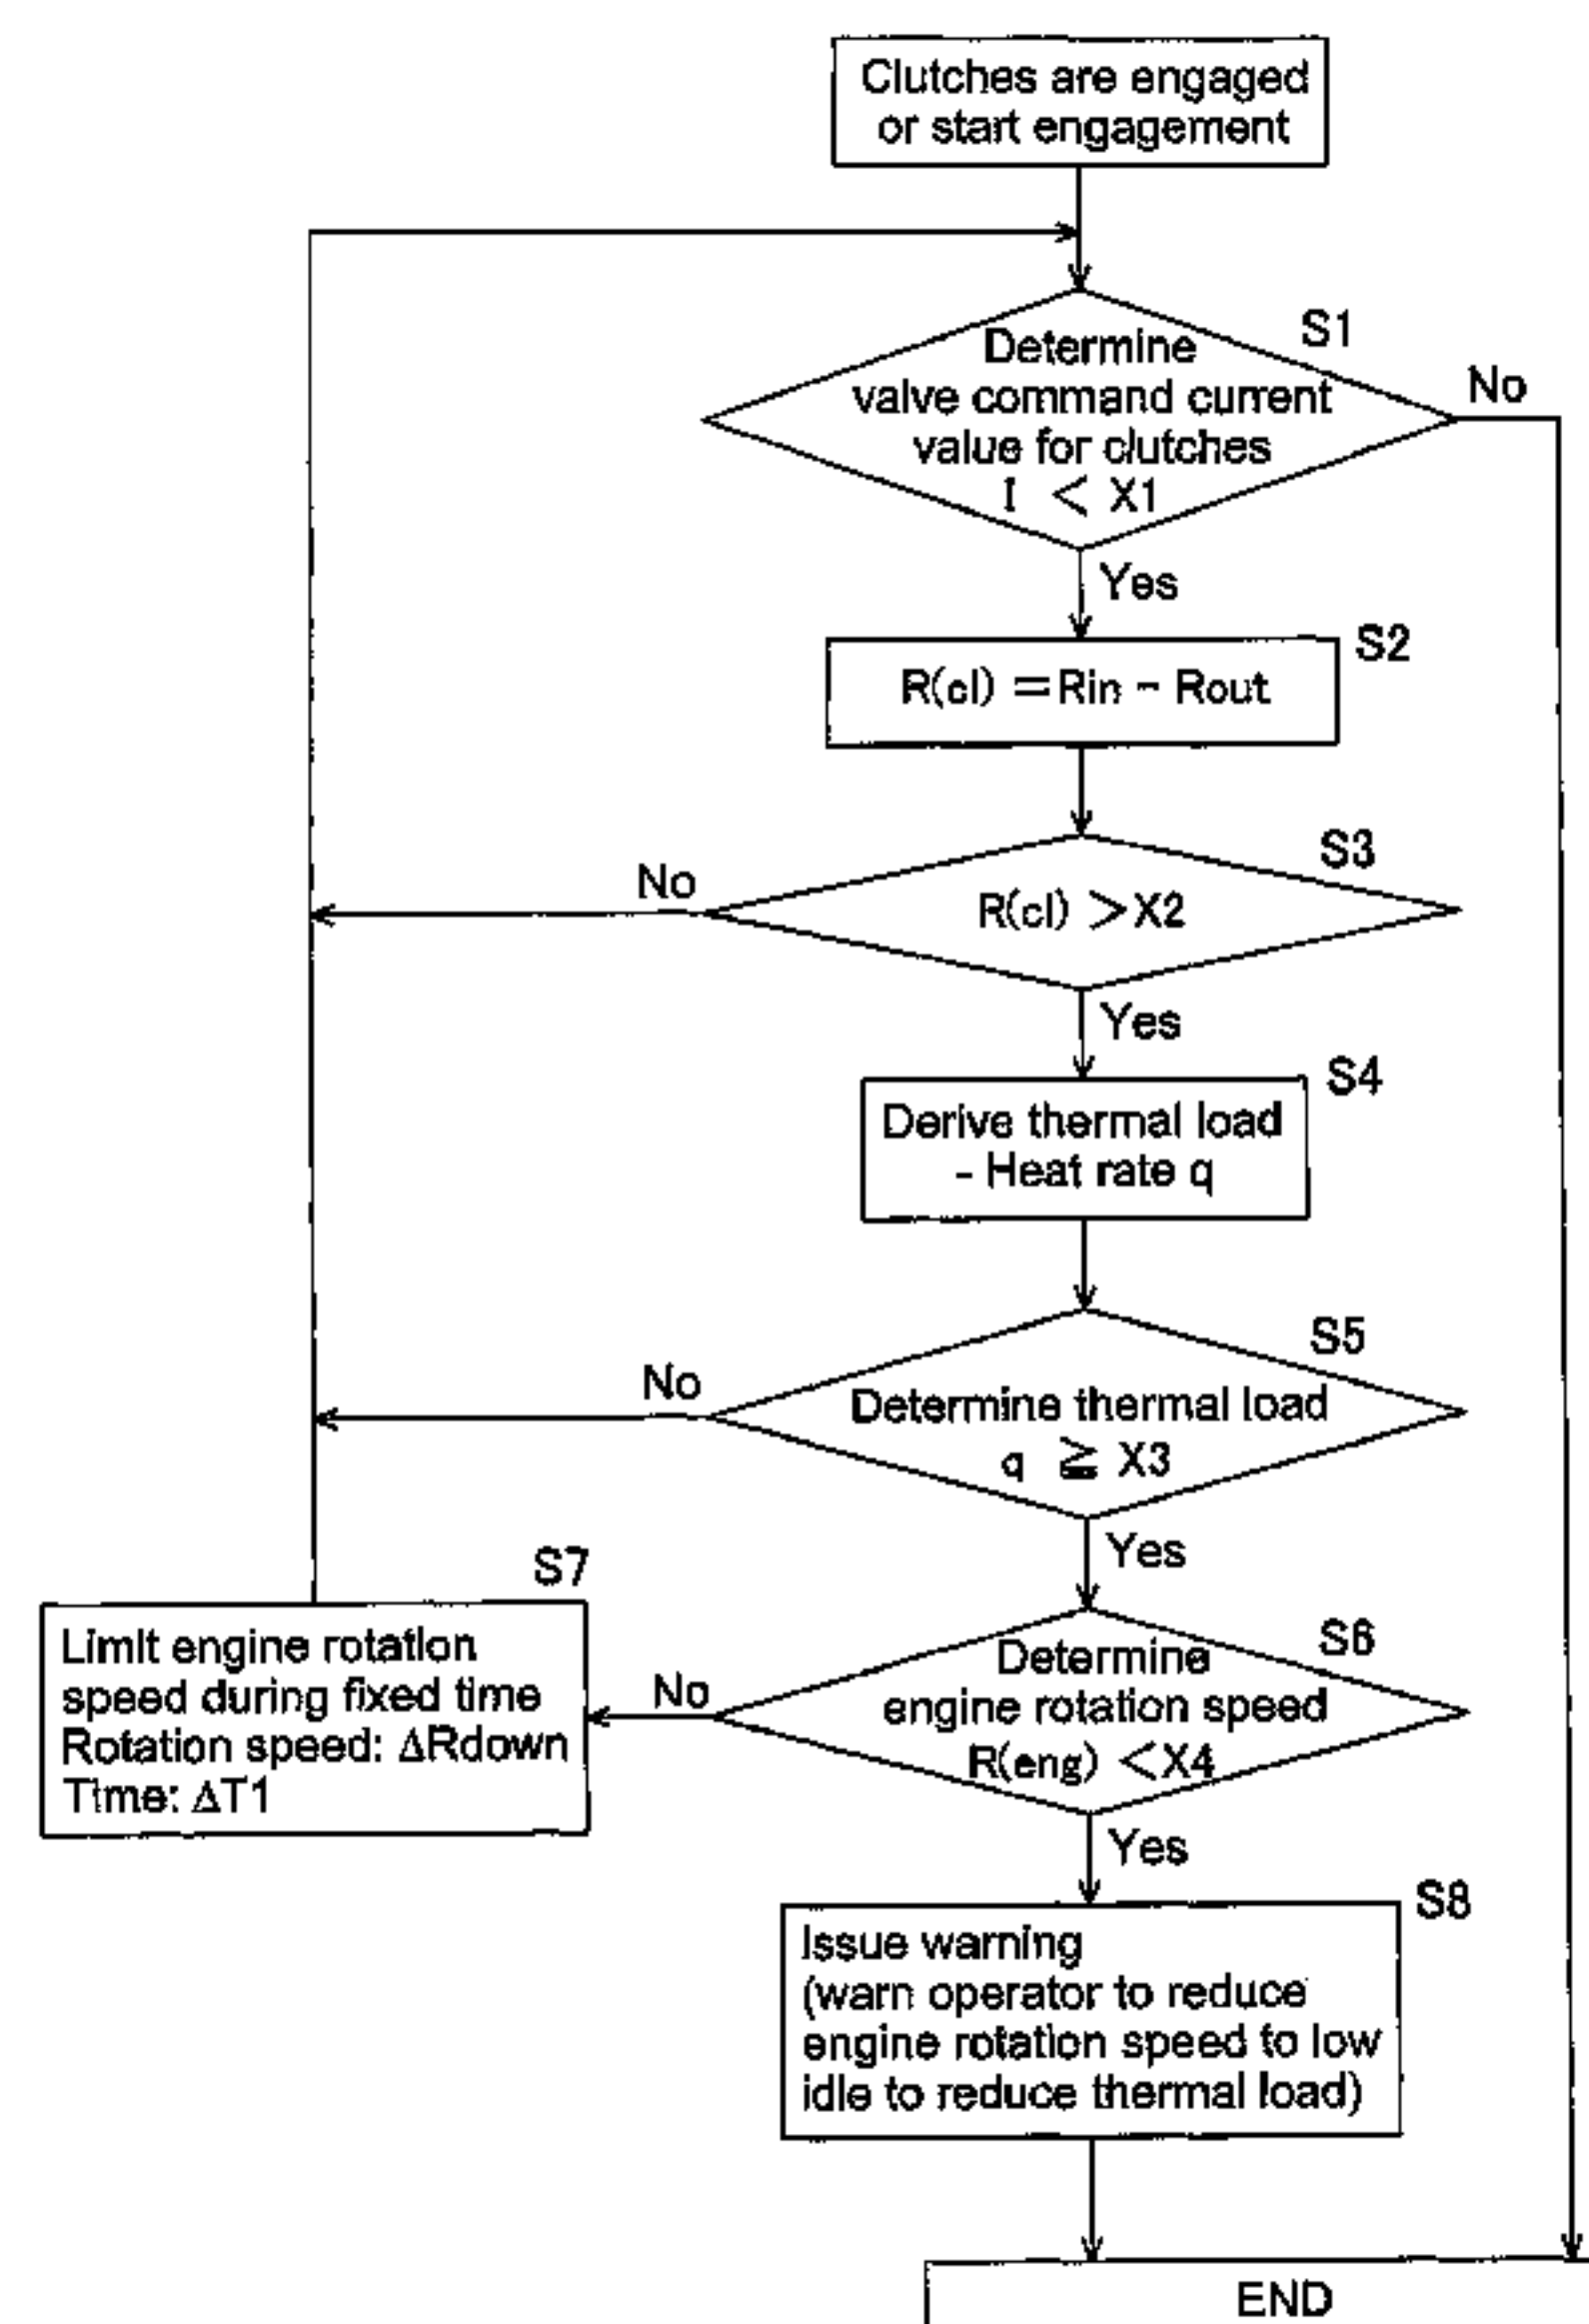 Clutches are engaged
or start engagement
S1
Determine
valve command current
value for clutches
I < X1
No
Yes
S2
R(cl) =Rin - Rout
S3
No
R(cl) >X2
Yes
S4
Derive thermal load
- Heat rate q
S5
No
Determine thermal load
q ≧ X3
Yes
S7
Limit engine rotation
speed during fixed time
Rotation speed: ΔRdown
Time: ΔT1
S6
No
Determine
engine rotation speed
R(eng) <X4
Yes
S8
Issue warning
(warn operator to reduce
engine rotation speed to low
idle to reduce thermal load)
END